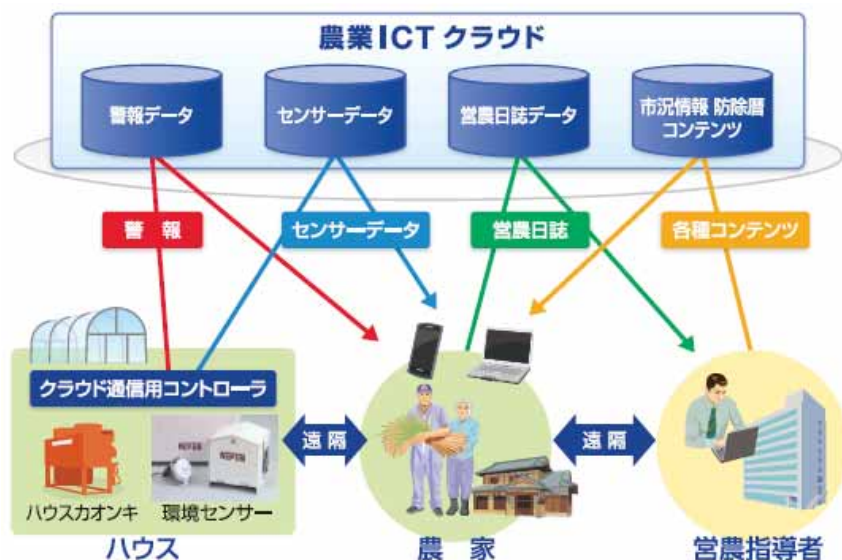 農業ICTクラウド
警報データ
センサーデータ
営農日誌データ
市況情報 防除暦
コンテンツ
警 報
センサーデータ
営農日誌
各種コンテンツ
クラウド通信用コントローラ
遠 隔
遠 隔
NEPON
ハウスカオンキ
環境センサー
ハウス
農 家
営農指導者